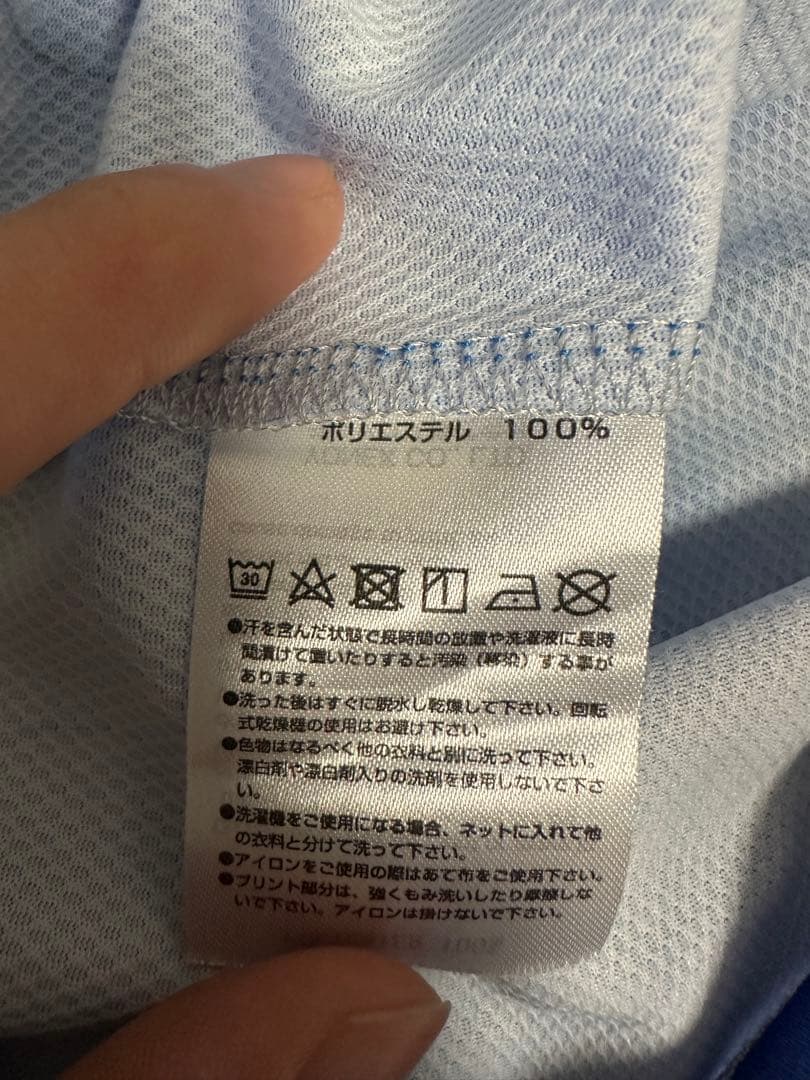 ポリエステル 100%
30
●汗を含んだ状態で長時間の放置や洗濯液に長時
間漬けて置いたりすると汚染(移染)する事が
あります。
●洗った後はすぐに脱水し乾燥して下さい。回転
式乾燥機の使用はお避け下さい。
●色物はなるべく他の衣料と別に洗って下さい。
漂白剤や漂白剤入りの洗剤を使用しないで下さ
い。
●洗濯機をご使用になる場合、ネットに入れて他
の衣料と分けて洗って下さい。
●アイロンをご使用の際はあて布をご使用下さい。
●プリント部分は、強くもみ洗いしたり摩擦しな
いで下さい。アイロンは掛けないで下さい。